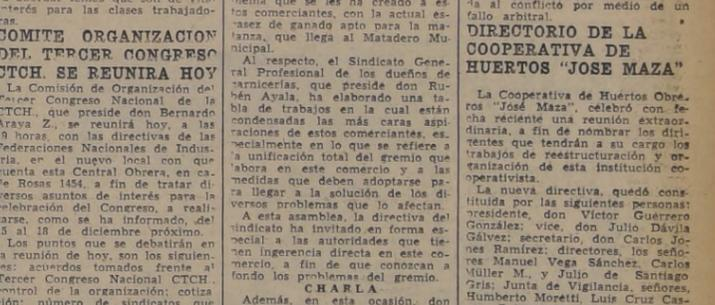 terés para las clases trabajado-
ras.
COMITE ORGANIZACION
DEL TERCER CONGRESO
CTCH. SE REUNIRA HOY
La Comisión de Organización del
Tercer Congreso Nacional de la
CTCH., que preside don Bernardo
Araya Z., se reunirá hoy, a las
9 horas, con las directivas de las
Federaciones Nacionales de Indus-
ria, en el nuevo local con que
uenta esta Central Obrera, en ca-
e Rosas 1454, a fin de tratar di-
versos asuntos de interés para la
elebración del Congreso, a reali-
zarse, como se ha informado, del
5 al 18 de diciembre próximo.
Los puntos que se debatirán en
a reunión de hoy, son los siguien-
es: acuerdos tomados frente al
Tercer Congreso Nacional CTCH.,
control de la organización; cotiza
ión; número de sindicatos que
que se les ha creado a es-
os comerciantes, con la actual es-
asez de ganado apto para la ma-
tanza, que llega al Matadero Mu-
nicipal.
Al respecto, el Sindicato Gene-
ral Profesional de los dueños de
carnicerías, que preside don Ru-
bén Ayala, ha elaborado una ta-
bla de trabajos en la cual están
condensadas las más caras aspi-
raciones de estos comerciantes, es-
pecialmente en lo que se refiere a
la unificación total del gremio que
labora en este comercio y a las
medidas que deben adoptarse pa-
ra llegar a la solución de los di-
versos problemas que lo afectan.
A esta asamblea, la directiva del
sindicato ha invitado en forma es-
pecial a las autoridades que tie-
nen ingerencia directa en este co-
mercio, a fin de que conozcan a
fondo los problemas del gremio.
CHARLA
Además, en esta ocasión, don
da al conflicto por medio de un
fallo arbitral.
DIRECTORIO DE LA
COOPERATIVA DE
HUERTOS "JOSE MAZA"
La Cooperativa de Huertos Obre-
ros "José Maza", celebró con fe-
cha reciente una reunión extraor-
dinaria, a fin de nombrar los diri-
gentes que tendrán a su cargo los
trabajos de reestructuración y or-
ganización de esta institución co-
operativista.
La nueva directiva, quedó cons-
tituída por las siguientes personas:
presidente, don Víctor Guerrero
González; vice, don Julio Dávila
Gálvez; secretario, don Carlos Jo-
nes Ramírez; directores, los seño-
res Manuel Vega Sánchez, Carlos
Müller M., y Julio de Santiago
Gris; Junta de Vigilancia, señores,
Humberto Moretti, Luis Cruz Cas-